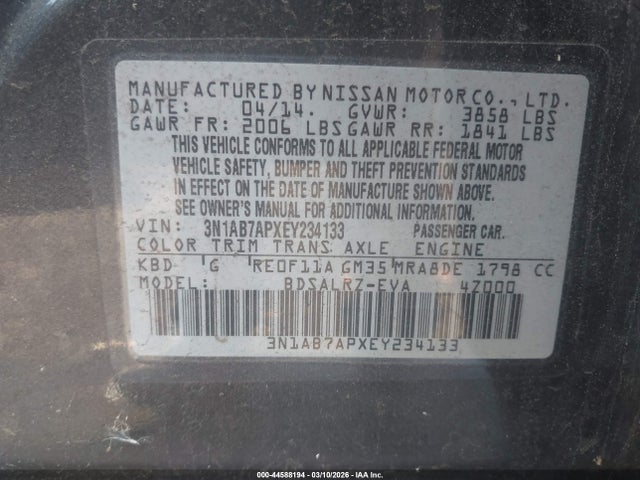 MANUFACTURED BY NISSAN MOTOR CO., LTD.
DATE: 04/14. GVWR: 3858 LBS
GAWR FR: 2006 LBS GAWR RR: 1841 LBS
THIS VEHICLE CONFORMS TO ALL APPLICABLE FEDERAL MOTOR
VEHICLE SAFETY, BUMPER AND THEFT PREVENTION STANDARDS
IN EFFECT ON THE DATE OF MANUFACTURE SHOWN ABOVE.
SEE OWNER'S MANUAL FOR ADDITIONAL INFORMATION.
VIN: 3N1AB7APXEY234133 PASSENGER CAR.
COLOR TRIM TRANS AXLE ENGINE
KBD G RE0F11A GM35 MRA8DE 1798 CC
MODEL: BDSALRZ-EVA 4Z000
3N1AB7APXEY234133
000-44588194 | 03/10/2026 - IAA Inc.